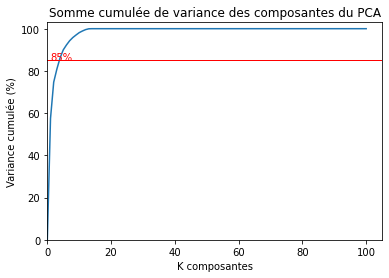 Somme cumulée de variance des composantes du PCA
100
80
60
40
20
0
85%
Variance cumulée (%)
0 20 40 60 80 100
K composantes